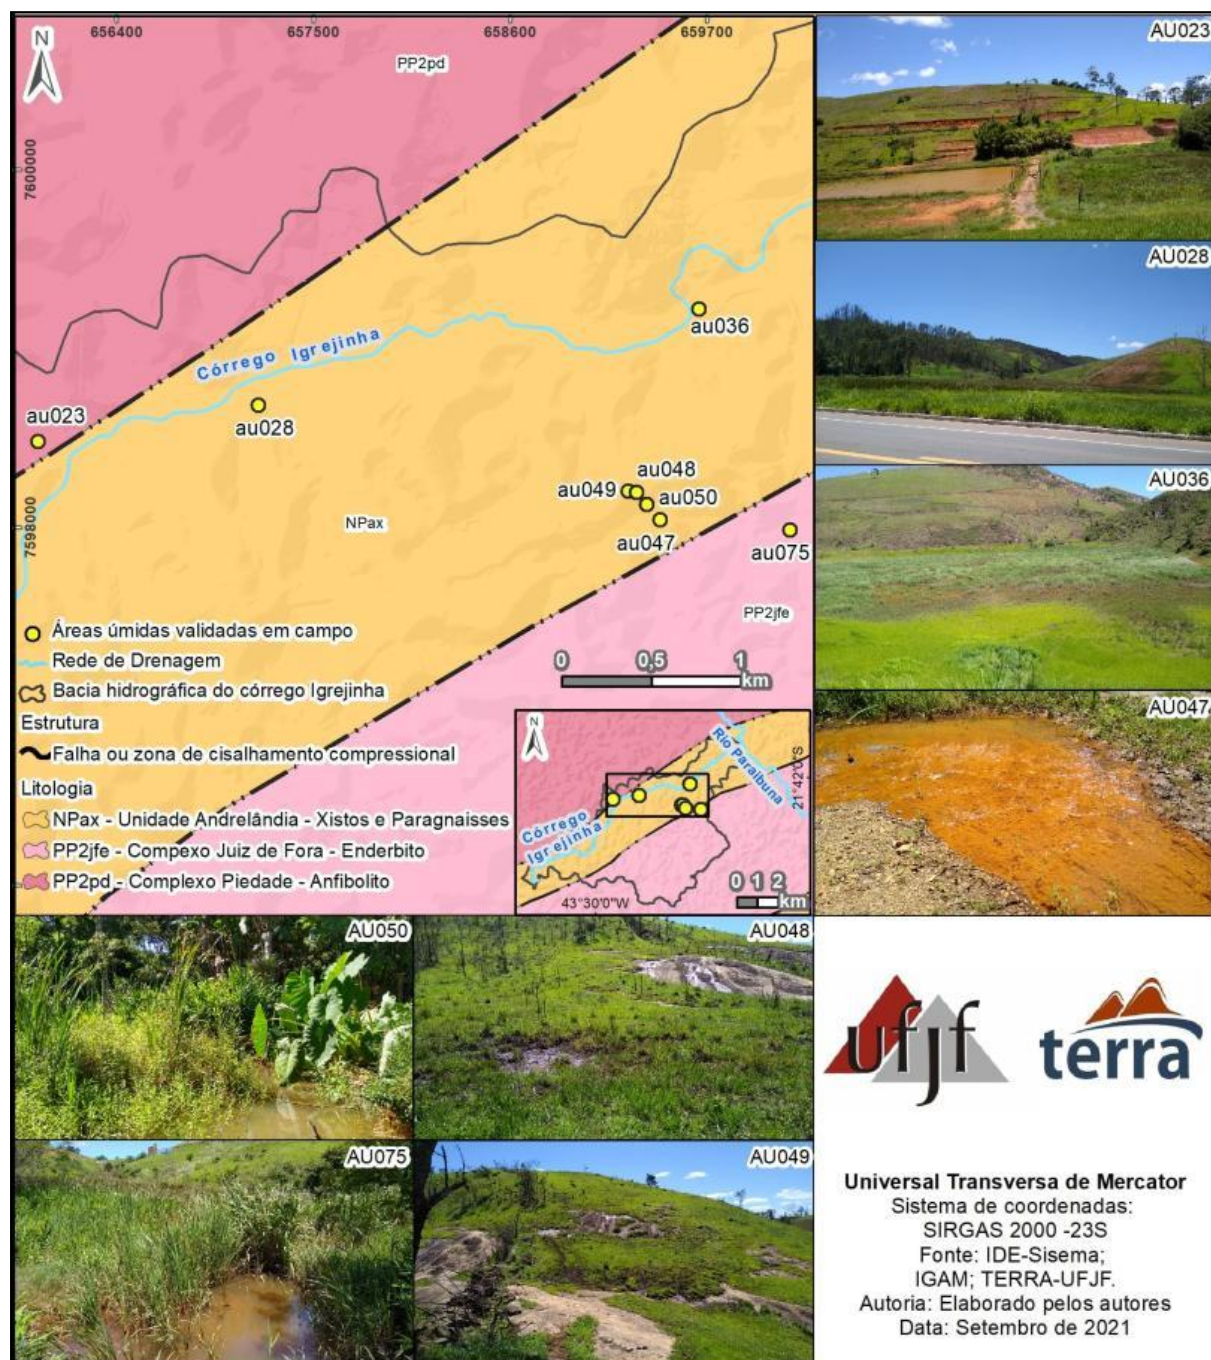 N
656400
657500
658600
659700
PP2pd
7600000
Córrego Igrejinha
au036
au023
au028
au048
au049
au050
7598000
NPax
au047
au075
PP2jfe
Áreas úmidas validadas em campo
Rede de Drenagem
Bacia hidrográfica do córrego Igrejinha
Estrutura
Falha ou zona de cisalhamento compressional
Litologia
NPax - Unidade Andrelândia - Xistos e Paragnaisses
PP2jfe - Compexo Juiz de Fora - Enderbito
PP2pd - Complexo Piedade - Anfibolito
0 0,5 1
km
N
Rio Paraibuna
21°42'0"S
Córrego
Igrejinha
43°30'0"W
0 1 2
km
AU023
AU028
AU036
AU047
AU050
AU048
AU075
AU049
ufjf
terra
Universal Transversa de Mercator
Sistema de coordenadas:
SIRGAS 2000 -23S
Fonte: IDE-Sisema;
IGAM; TERRA-UFJF.
Autoria: Elaborado pelos autores
Data: Setembro de 2021